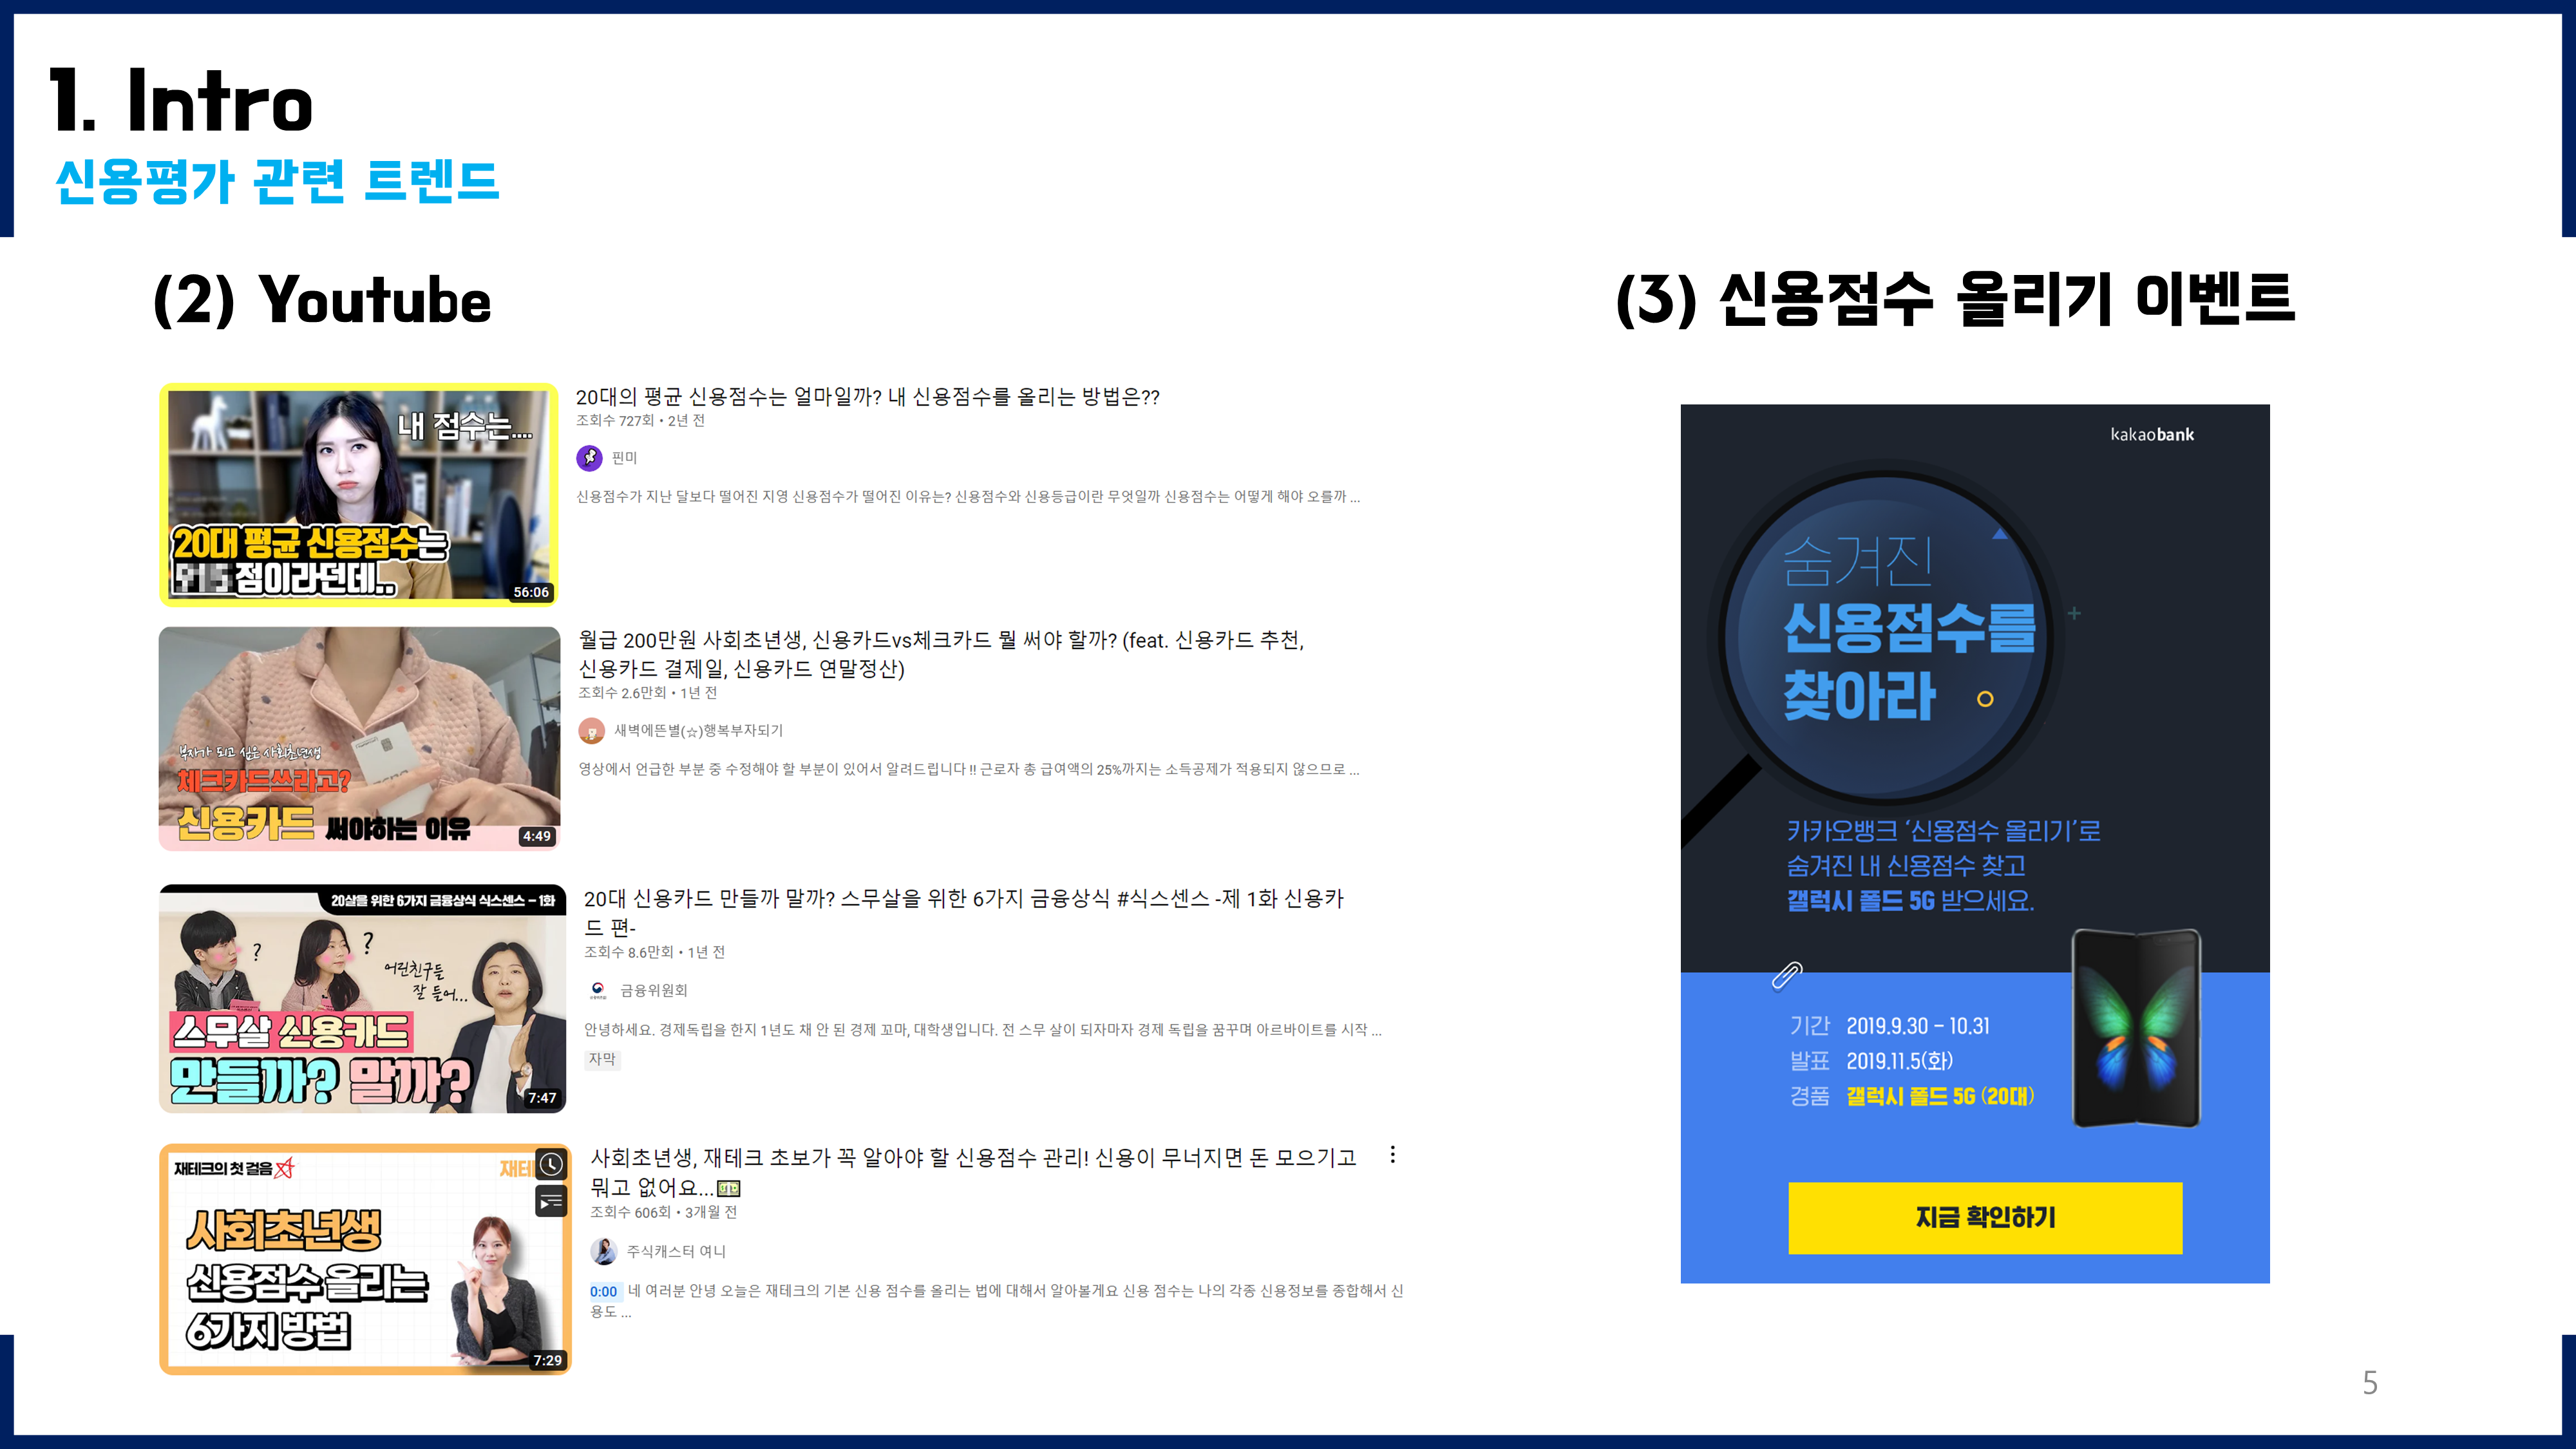 1. Intro
신용평가 관련 트렌드
(2) Youtube
내 점수는....
20대 평균 신용점수는
점이라던데..
56:06
20대의 평균 신용점수는 얼마일까? 내 신용점수를 올리는 방법은??
조회수 727회 • 2년 전
핀미
신용점수가 지난 달보다 떨어진 지영 신용점수가 떨어진 이유는? 신용점수와 신용등급이란 무엇일까 신용점수는 어떻게 해야 오를까 ...
부자가 되고 싶은 사회초년생
체크카드쓰라고?
신용카드 써야하는 이유
4:49
월급 200만원 사회초년생, 신용카드vs체크카드 뭘 써야 할까? (feat. 신용카드 추천,
신용카드 결제일, 신용카드 연말정산)
조회수 2.6만회 • 1년 전
새벽에뜬별(☆)행복부자되기
영상에서 언급한 부분 중 수정해야 할 부분이 있어서 알려드립니다 !! 근로자 총 급여액의 25%까지는 소득공제가 적용되지 않으므로 ...
20살을 위한 6가지 금융상식 식스센스 – 1화
? ?
어린친구들
잘 들어...
스무살 신용카드
만들까? 말까?
7:47
20대 신용카드 만들까 말까? 스무살을 위한 6가지 금융상식 #식스센스 -제 1화 신용카
드 편-
조회수 8.6만회 • 1년 전
금융위원회
안녕하세요. 경제독립을 한지 1년도 채 안 된 경제 꼬마, 대학생입니다. 전 스무 살이 되자마자 경제 독립을 꿈꾸며 아르바이트를 시작 ...
자막
재테크의 첫 걸음
재테
사회초년생
신용점수 올리는
6가지 방법
7:29
사회초년생, 재테크 초보가 꼭 알아야 할 신용점수 관리! 신용이 무너지면 돈 모으기고
뭐고 없어요...💵
조회수 606회 • 3개월 전
주식캐스터 여니
0:00 네 여러분 안녕 오늘은 재테크의 기본 신용 점수를 올리는 법에 대해서 알아볼게요 신용 점수는 나의 각종 신용정보를 종합해서 신
용도 ...
(3) 신용점수 올리기 이벤트
kakaobank
숨겨진
신용점수를
찾아라
카카오뱅크 ‘신용점수 올리기’로
숨겨진 내 신용점수 찾고
갤럭시 폴드 5G 받으세요.
기간 2019.9.30 – 10.31
발표 2019.11.5(화)
경품 갤럭시 폴드 5G (20대)
지금 확인하기
5